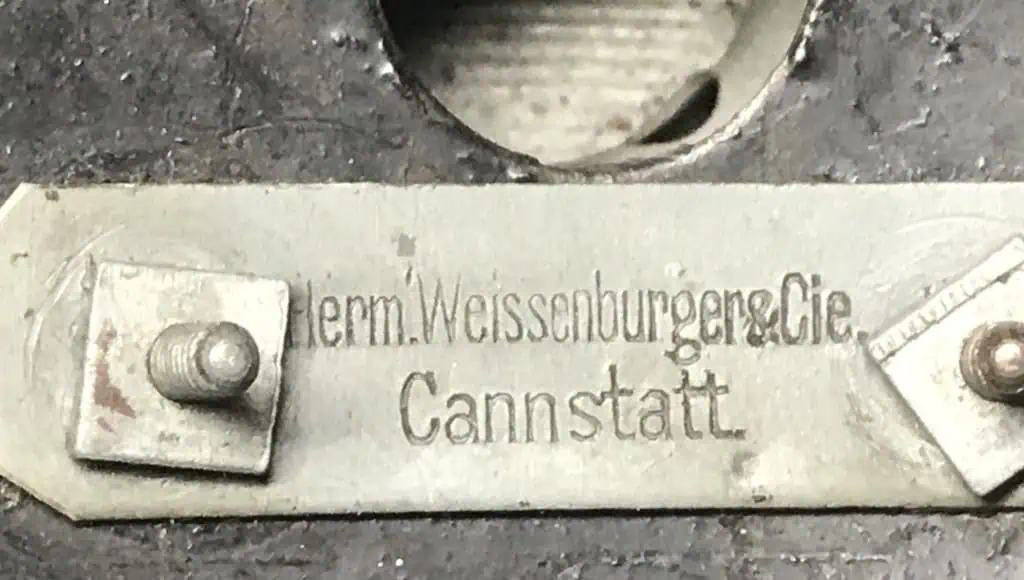 Herm. Weissenburger & Cie.
Cannstatt.